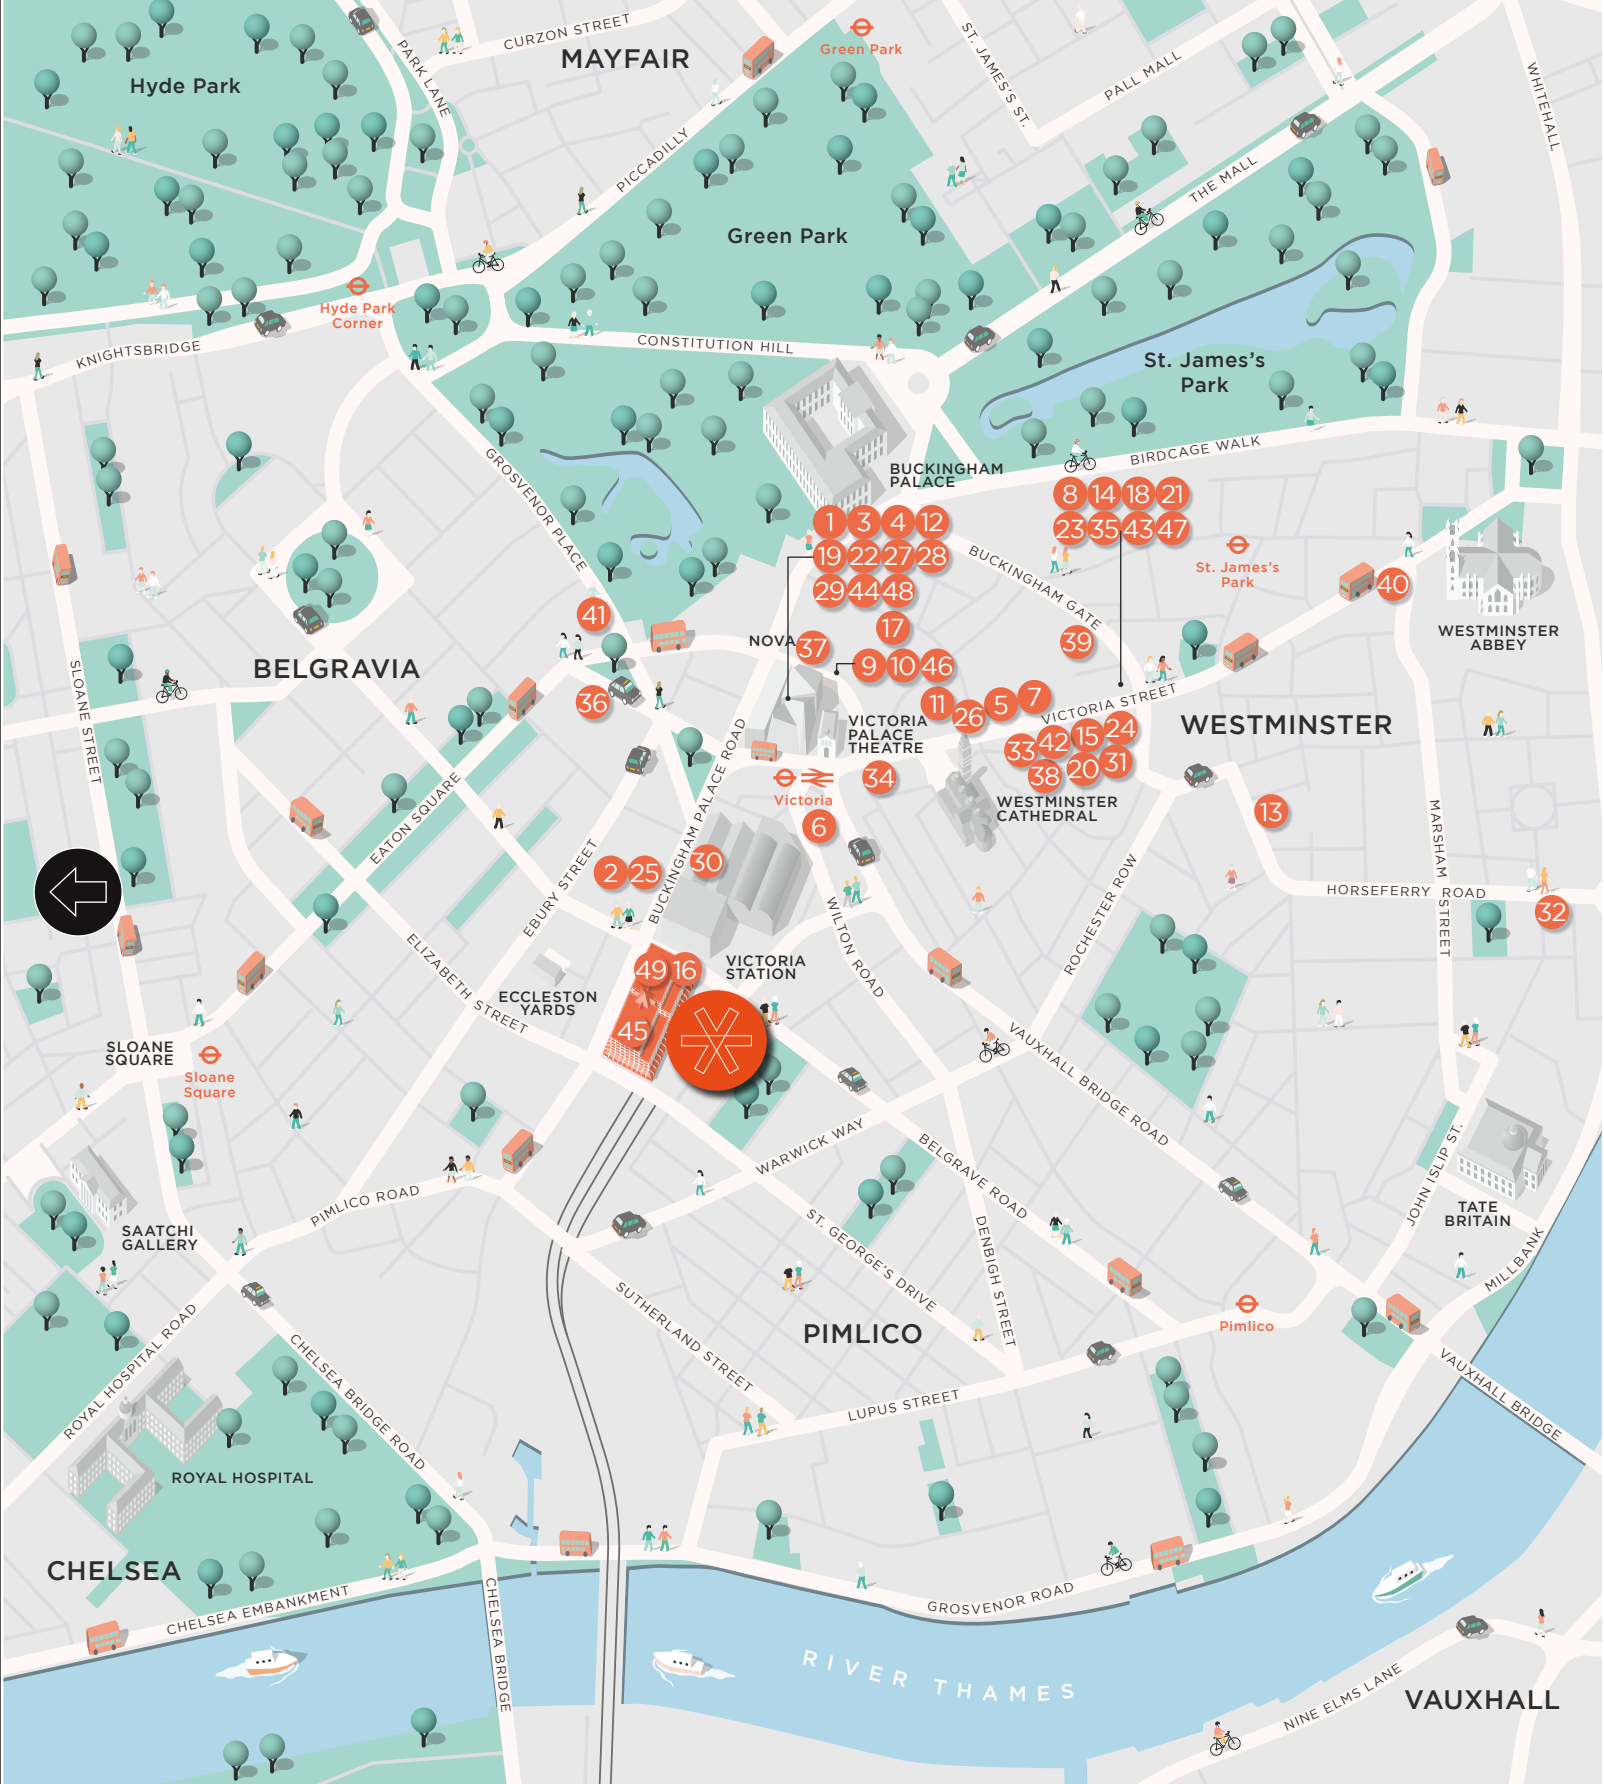 CURZON STREET
MAYFAIR
Green Park
ST. JAMES'S ST.
PALL MALL
WHITEHALL
Hyde Park
PARK LANE
PICCADILLY
THE MALL
Green Park
Hyde Park
Corner
KNIGHTSBRIDGE
CONSTITUTION HILL
St. James's
Park
BIRDCAGE WALK
GROSVENOR PLACE
BUCKINGHAM
PALACE
8 14 18 21
23 35 43 47
1 3 4 12
19 22 27 28
29 44 48
BUCKINGHAM GATE
St. James's
Park
40
WESTMINSTER
ABBEY
41
17
NOVA
37
39
9 10 46
BELGRAVIA
SLOANE STREET
36
11 26 5 7
VICTORIA STREET
WESTMINSTER
VICTORIA
PALACE
THEATRE
33 42 15 24
38 20 31
34
Victoria
6
WESTMINSTER
CATHEDRAL
13
BUCKINGHAM PALACE ROAD
EATON SQUARE
EBURY STREET
2 25
30
MARSHAM STREET
HORSEFERRY ROAD
32
ROCHESTER ROW
WILTON ROAD
ELIZABETH STREET
VICTORIA
STATION
49 16
45
ECCLESTON
YARDS
SLOANE
SQUARE
Sloane
Square
VAUXHALL BRIDGE ROAD
WARWICK WAY
BELGRAVE ROAD
JOHN ISLIP ST.
TATE
BRITAIN
MILLBANK
PIMLICO ROAD
SAATCHI
GALLERY
ST. GEORGE'S DRIVE
DENBIGH STREET
SUTHERLAND STREET
PIMLICO
Pimlico
ROYAL HOSPITAL ROAD
CHELSEA BRIDGE ROAD
LUPUS STREET
VAUXHALL BRIDGE
ROYAL HOSPITAL
CHELSEA
CHELSEA EMBANKMENT
CHELSEA BRIDGE
GROSVENOR ROAD
RIVER THAMES
NINE ELMS LANE
VAUXHALL